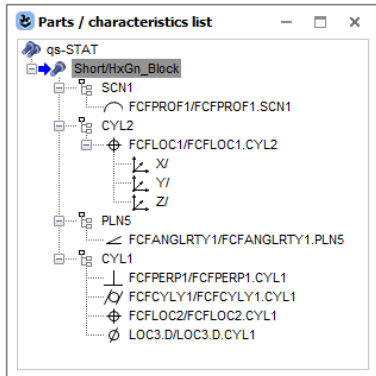 Parts / characteristics list
qs-STAT
Short/HxGn_Block
SCN1
FCFPROF1/FCFPROF1.SCN1
CYL2
FCFLOC1/FCFLOC1.CYL2
X/
Y/
Z/
PLN5
FCFANGLRTY1/FCFANGLRTY1.PLN5
CYL1
FCFPERP1/FCFPERP1.CYL1
FCFCYLY1/FCFCYLY1.CYL1
FCFLOC2/FCFLOC2.CYL1
LOC3.D/LOC3.D.CYL1